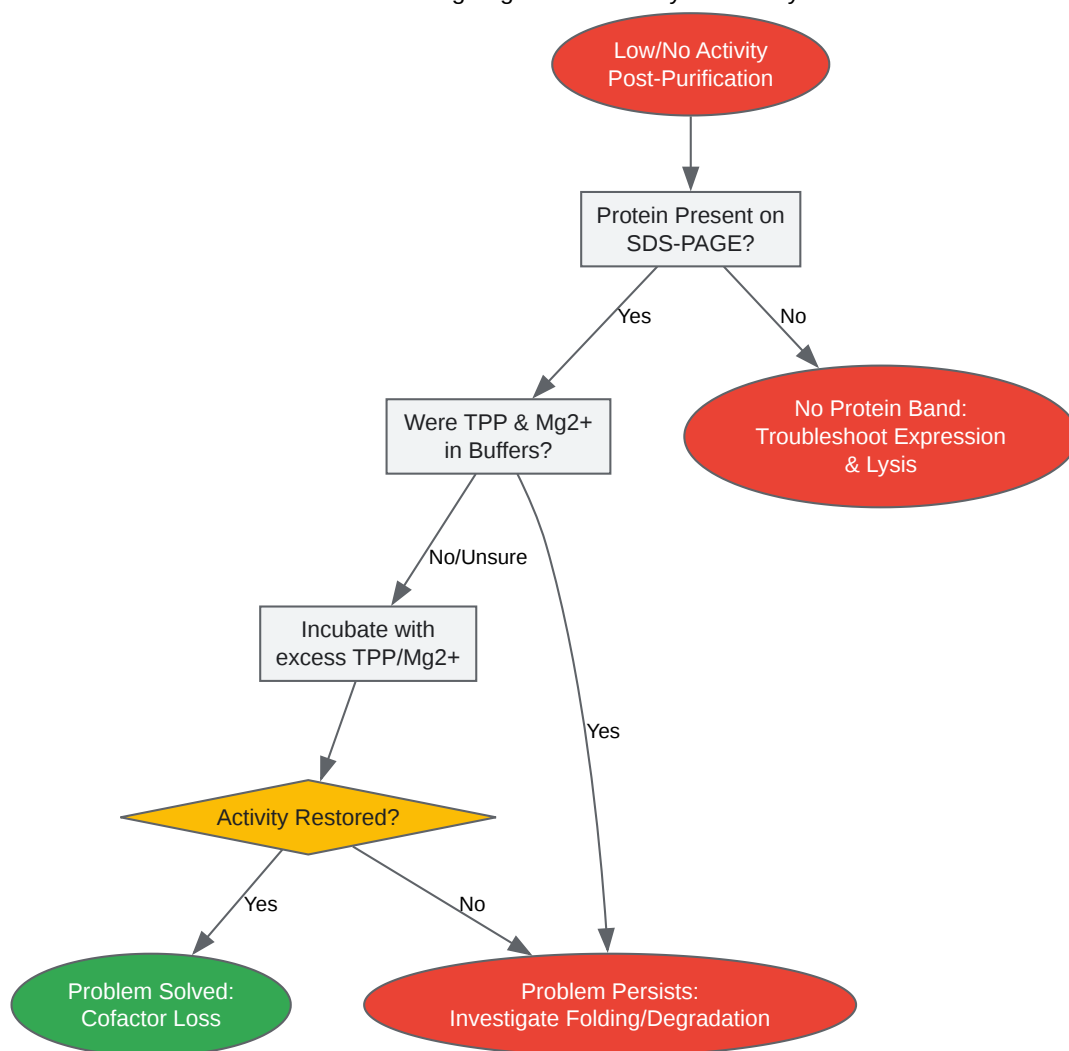 Low/No Activity
Post-Purification
Protein Present on
SDS-PAGE?
Yes
No
Were TPP & Mg2+
in Buffers?
No Protein Band:
Troubleshoot Expression
& Lysis
No/Unsure
Incubate with
excess TPP/Mg2+
Yes
Activity Restored?
Yes
No
Problem Solved:
Cofactor Loss
Problem Persists:
Investigate Folding/Degradation